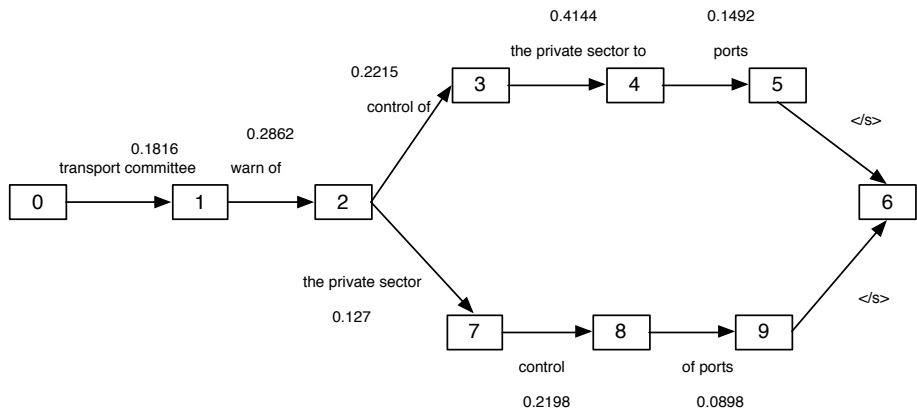 0.4144
0.1492
the private sector to
ports
0.2215
3
4
5
control of
</s>
0.2862
0.1816
transport committee
warn of
0
1
2
6
the private sector
</s>
0.127
7
8
9
control
of ports
0.2198
0.0898